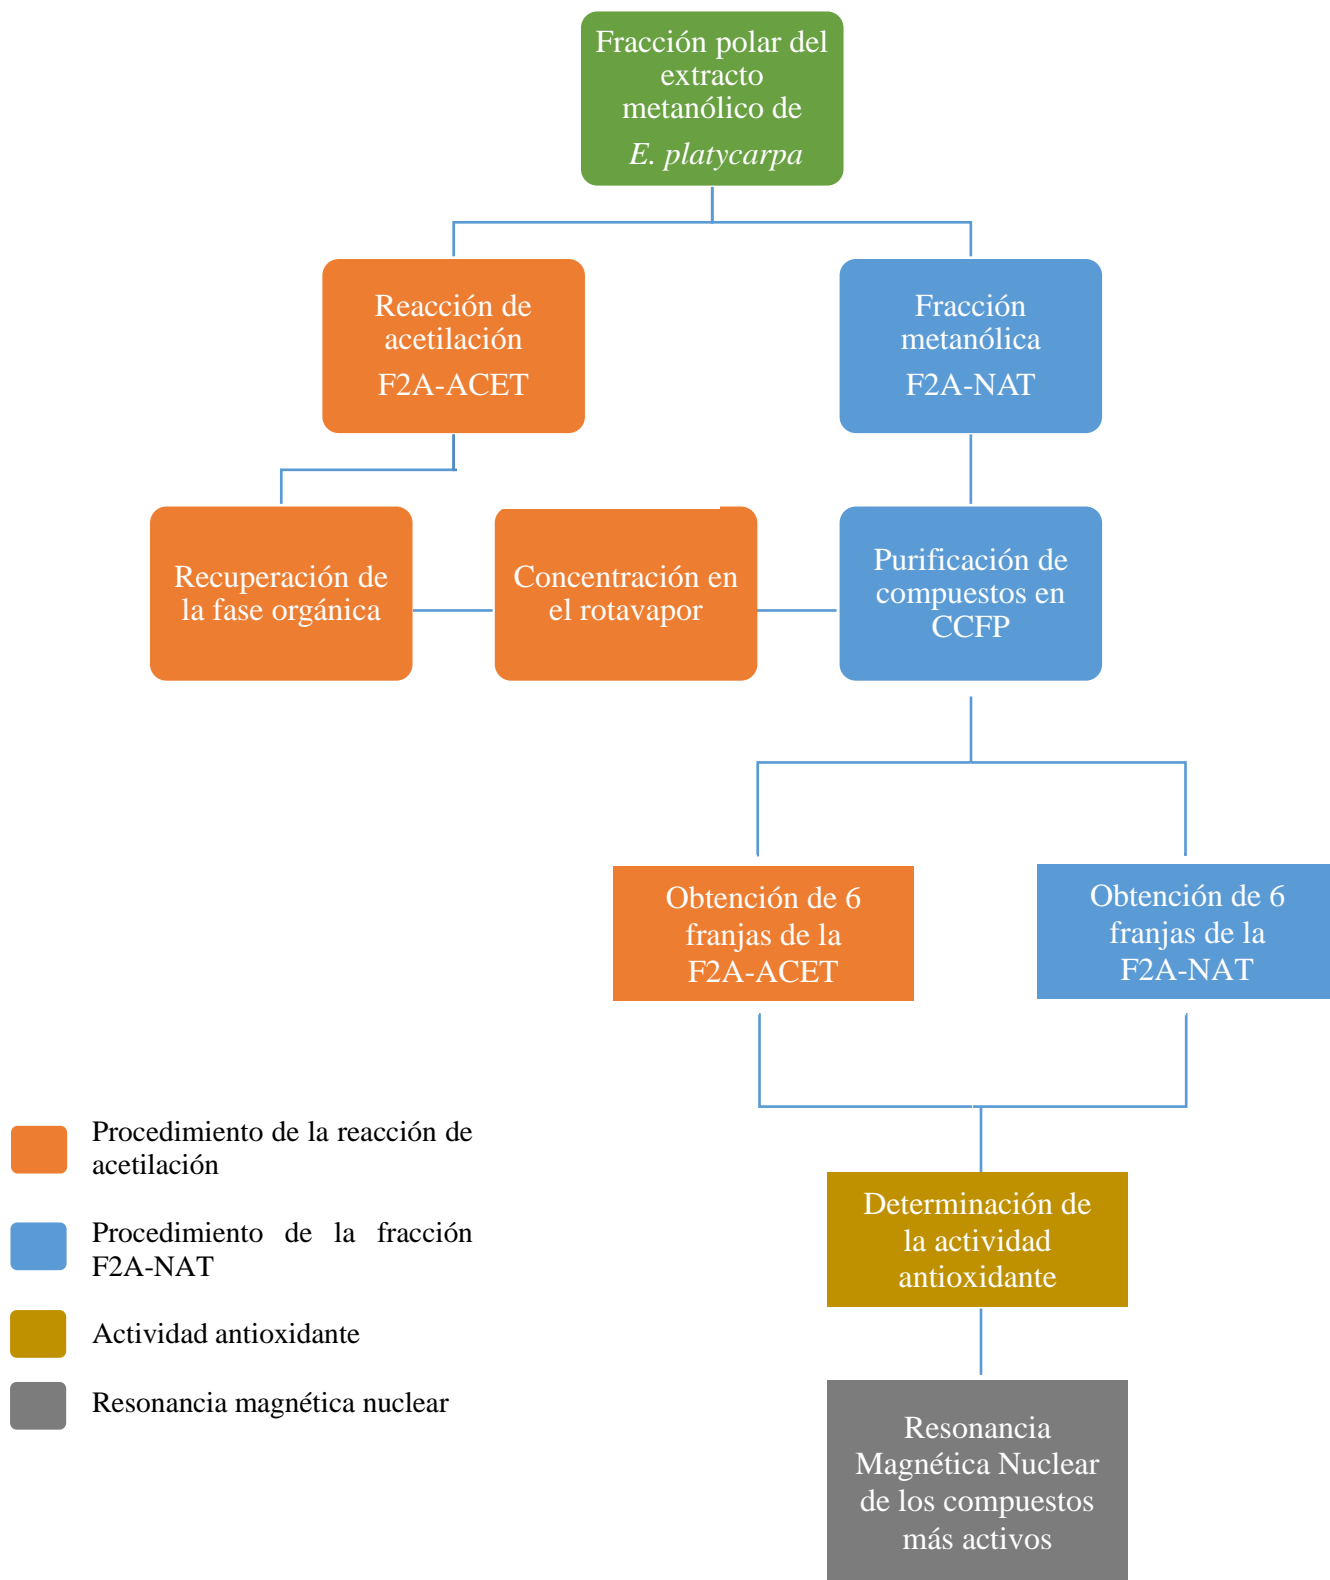 Fracción polar del
extracto
metanólico de
E. platycarpa
Reacción de
acetilación
F2A-ACET
Fracción
metanólica
F2A-NAT
Recuperación de
la fase orgánica
Concentración en
el rotavapor
Purificación de
compuestos en
CCFP
Obtención de 6
franjas de la
F2A-ACET
Obtención de 6
franjas de la
F2A-NAT
Procedimiento de la reacción de
acetilación
Procedimiento de la fracción
F2A-NAT
Actividad antioxidante
Resonancia magnética nuclear
Determinación de
la actividad
antioxidante
Resonancia
Magnética Nuclear
de los compuestos
más activos